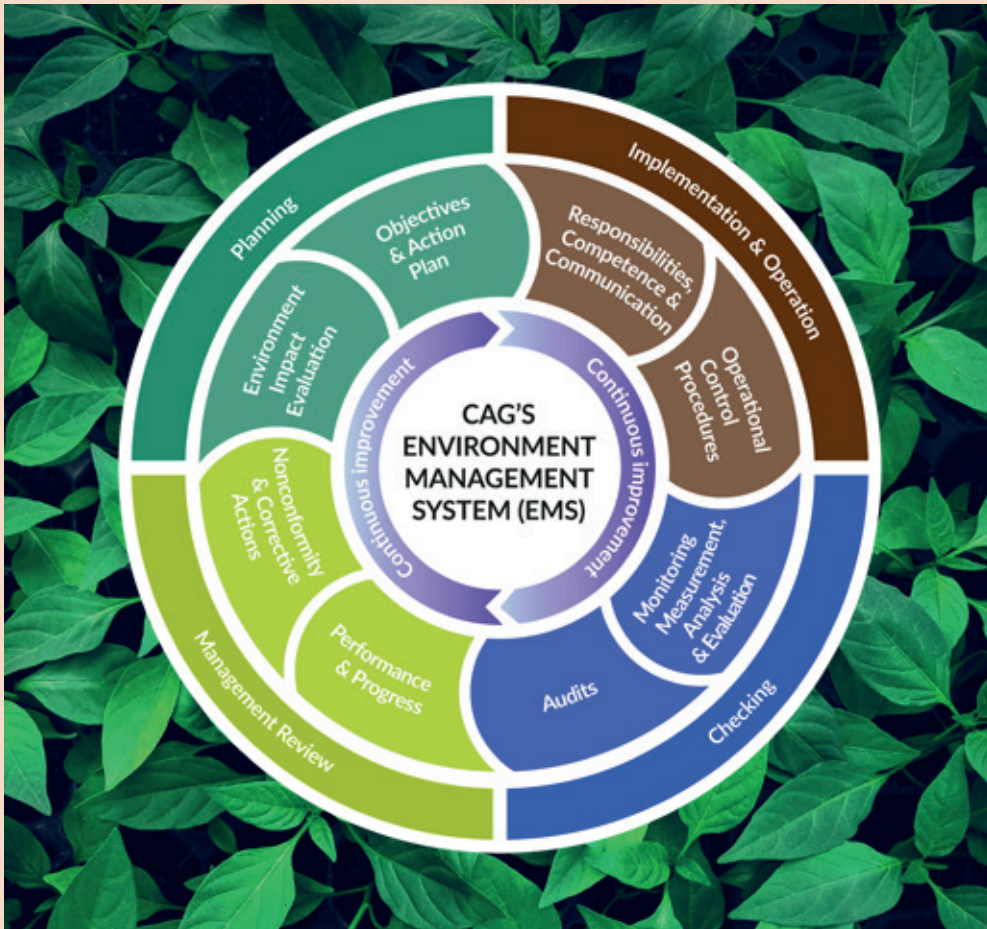 Planning
Objectives
& Action
Plan
Environment
Impact
Evaluation
Implementation & Operation
Responsibilities,
Competence &
Communication
Operational
Control
Procedures
Checking
Monitoring
Measurement,
Analysis
& Evaluation
Audits
Management Review
Performance
& Progress
Nonconformity
& Corrective
Actions
Continuous improvement
Continuous improvement
CAG'S
ENVIRONMENT
MANAGEMENT
SYSTEM (EMS)